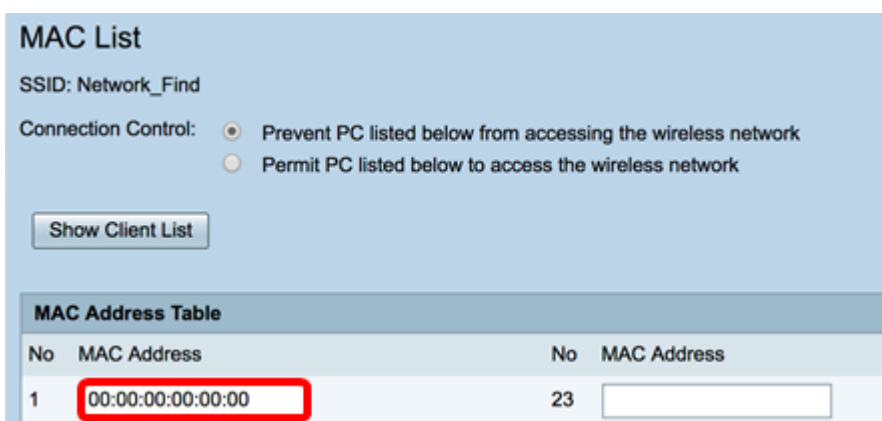 MAC List
SSID: Network_Find
Connection Control: Prevent PC listed below from accessing the wireless network
Permit PC listed below to access the wireless network
Show Client List
MAC Address Table
No MAC Address No MAC Address
1 00:00:00:00:00:00 23